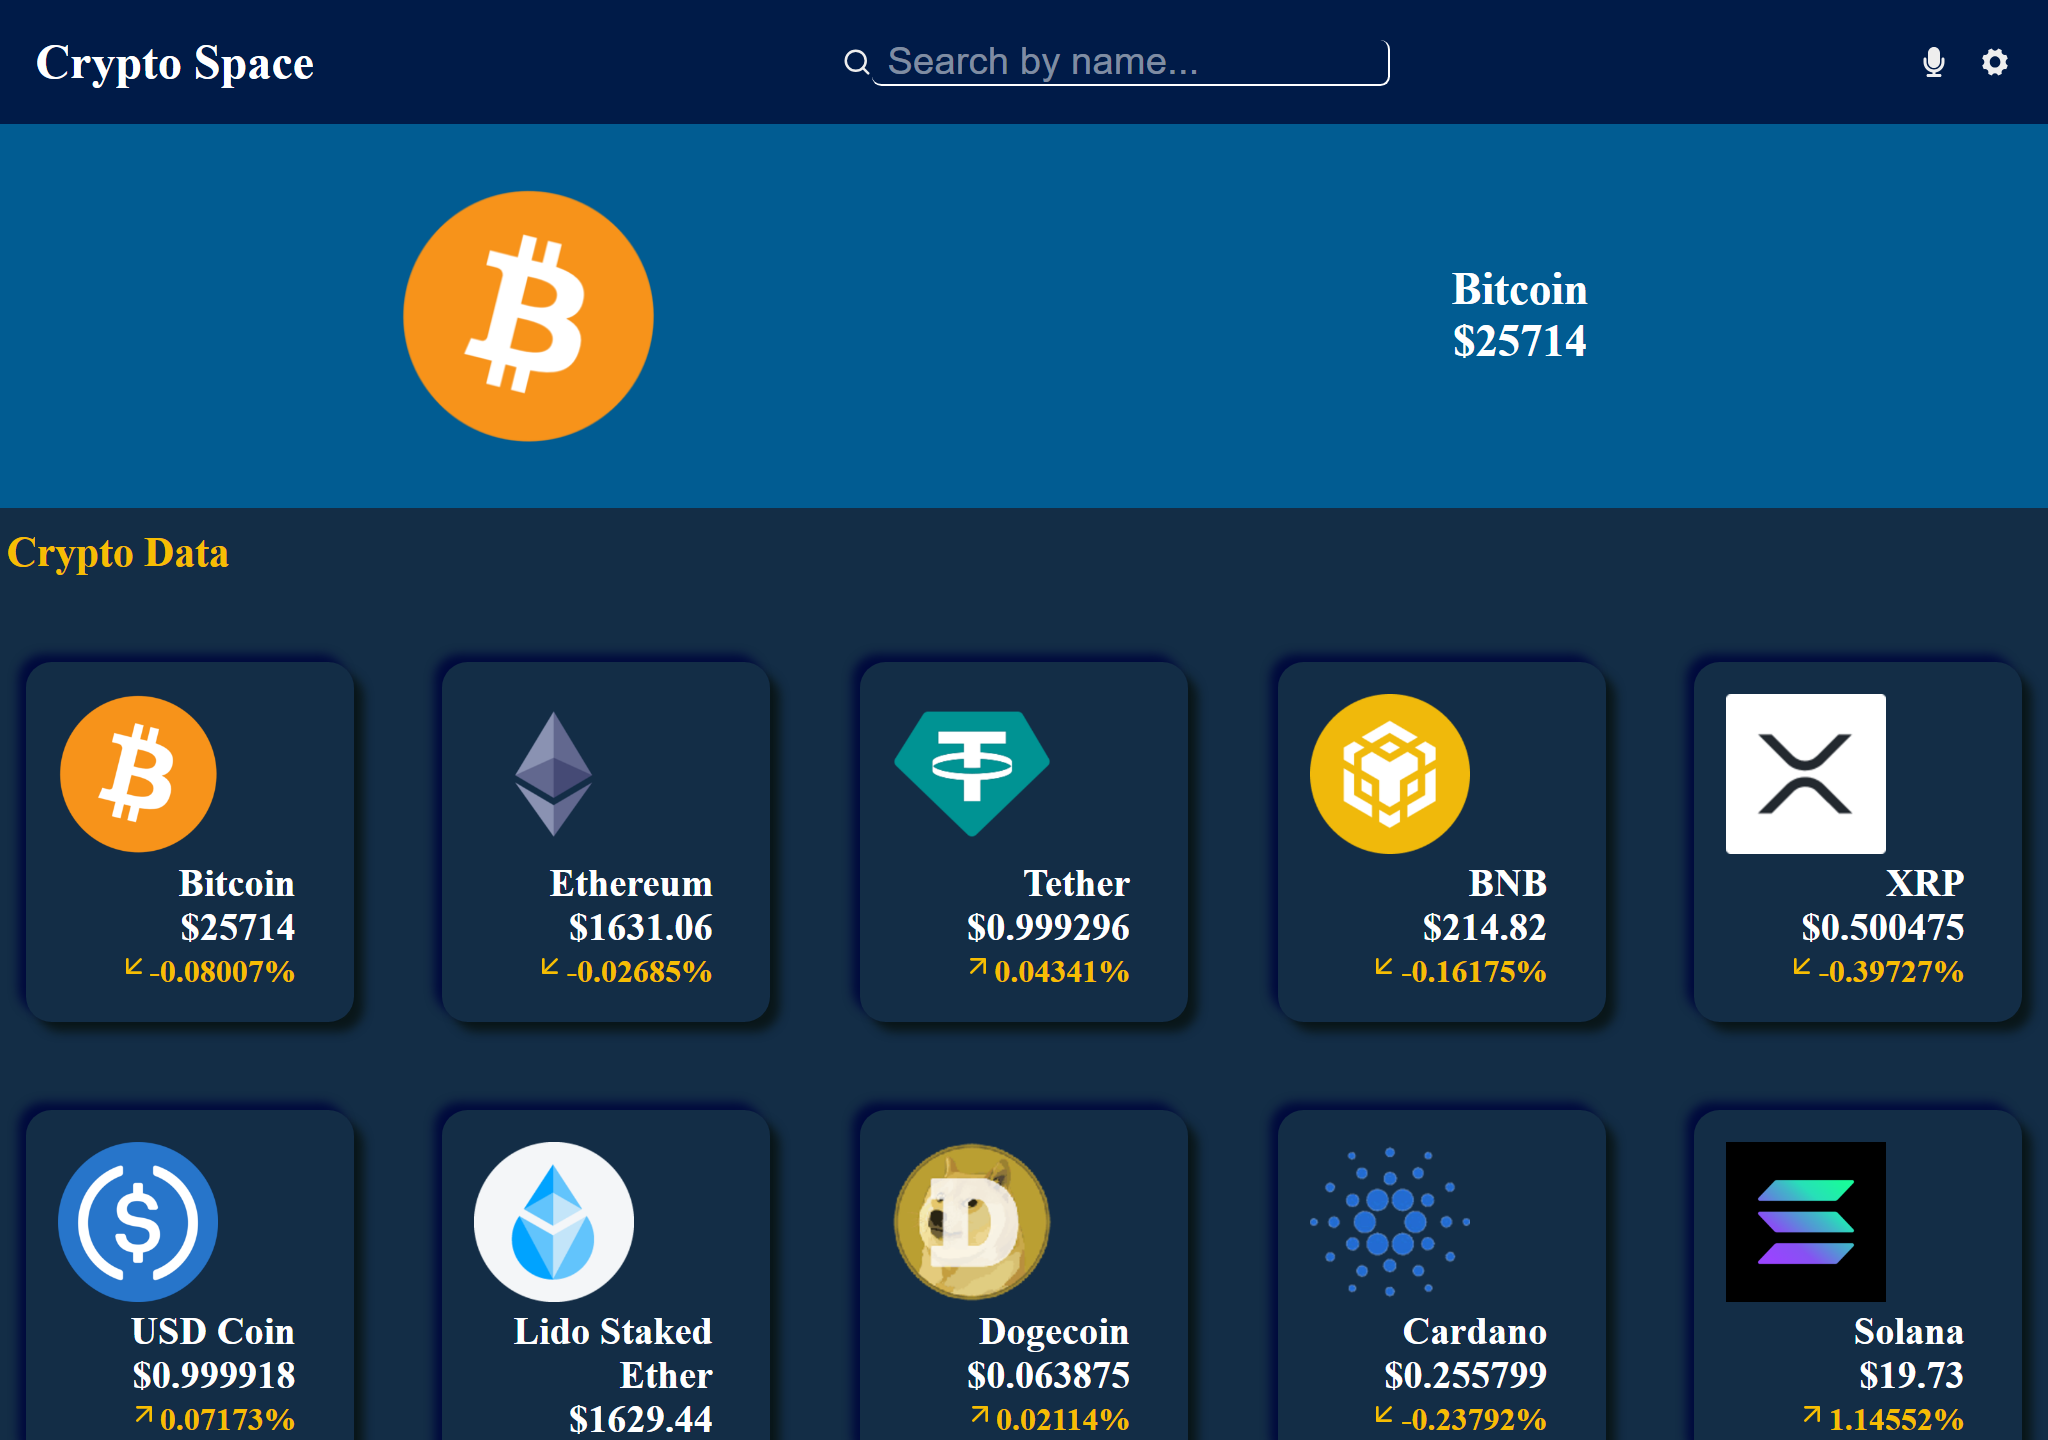 Crypto Space
Search by name...
Bitcoin
$25714
Crypto Data
Bitcoin
$25714
-0.08007%
Ethereum
$1631.06
-0.02685%
Tether
$0.999296
0.04341%
BNB
$214.82
-0.16175%
XRP
$0.500475
-0.39727%
USD Coin
$0.999918
0.07173%
Lido Staked
Ether
$1629.44
Dogecoin
$0.063875
0.02114%
Cardano
$0.255799
-0.23792%
Solana
$19.73
1.14552%